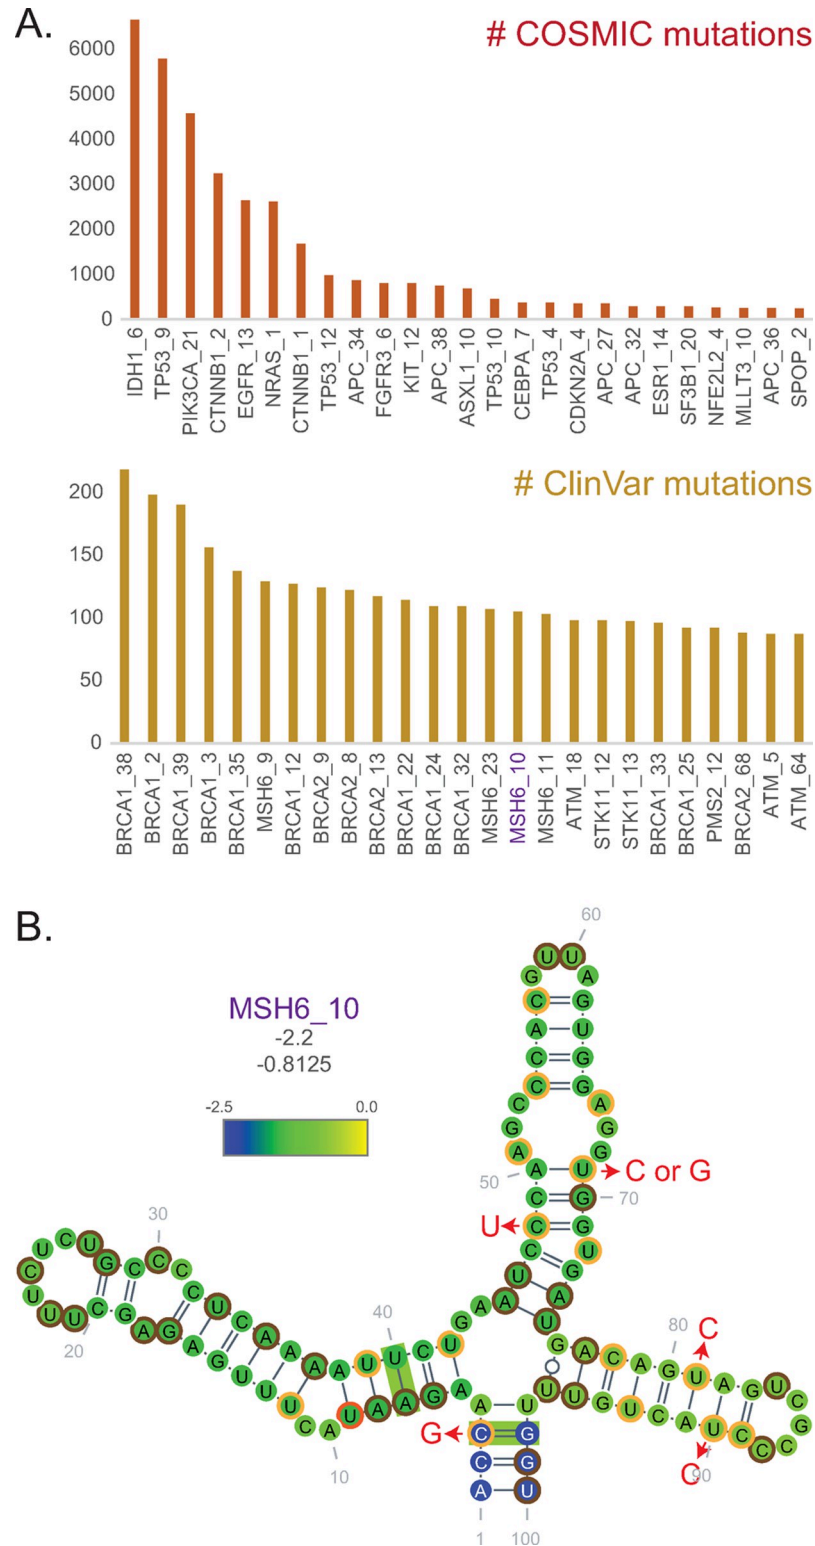 A.
# COSMIC mutations
6000
5000
4000
3000
2000
1000
0
IDH1_6
TP53_9
PIK3CA_21
CTNNB1_2
EGFR_13
NRAS_1
CTNNB1_1
TP53_12
APC_34
FGFR3_6
KIT_12
APC_38
ASXL1_10
TP53_10
CEBPA_7
TP53_4
CDKN2A_4
APC_27
APC_32
ESR1_14
SF3B1_20
NFE2L2_4
MLLT3_10
APC_36
SPOP_2
# ClinVar mutations
200
150
100
50
0
BRCA1_38
BRCA1_2
BRCA1_39
BRCA1_3
BRCA1_35
MSH6_9
BRCA1_12
BRCA2_9
BRCA2_8
BRCA2_13
BRCA1_22
BRCA1_24
BRCA1_32
MSH6_23
MSH6_10
MSH6_11
ATM_18
STK11_12
STK11_13
BRCA1_33
BRCA1_25
PMS2_12
BRCA2_68
ATM_5
ATM_64
B.
MSH6_10
-2.2
-0.8125
-2.5 0.0
60
U U
G A
C G
A U
C G
C G
C A
G G
A G
50 A U C or G
C G 70
U C G
C U
U G
A A
A U
G
30
U C U G C C C U C A A A U U C U
40
C U U U C G A G A G U U U C A U A A G A
20
10
G A C A G U A G U C
80
C
G
U U G U C A U C C C
C
90
A U
G C G
C G
A U
1 100